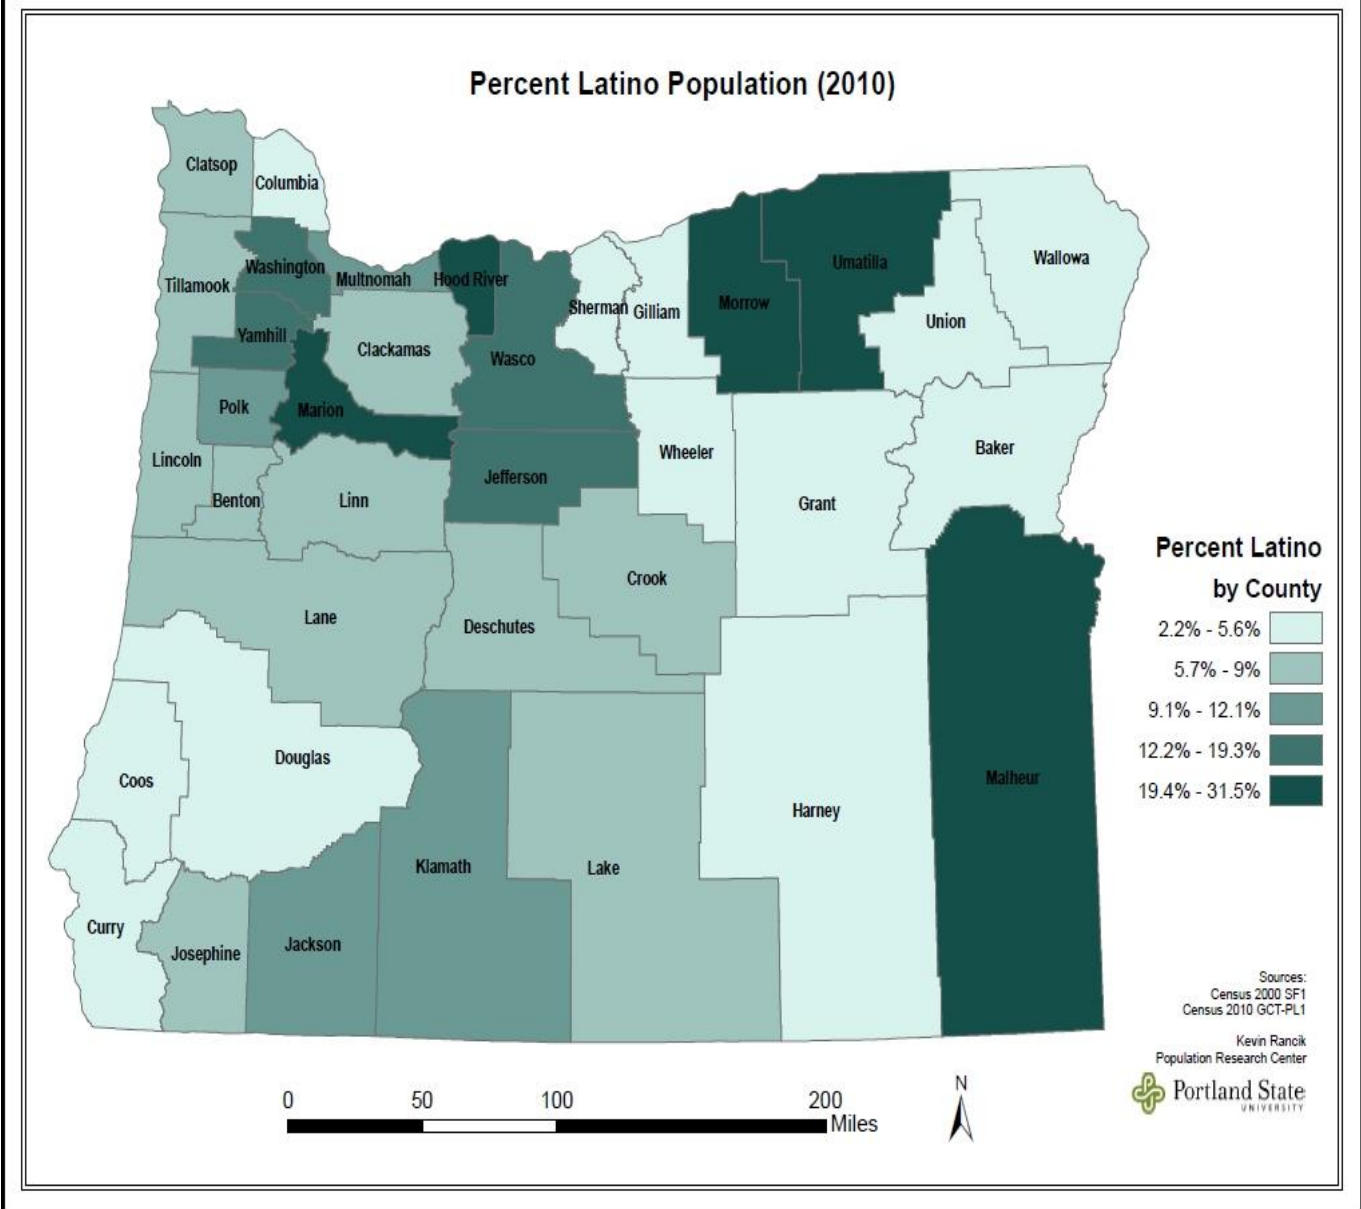 Percent Latino Population (2010)
Clatsop
Columbia
Washington
Multnomah
Hood River
Tillamook
Yamhill
Clackamas
Wasco
Sherman
Gilliam
Morrow
Umatilla
Union
Wallowa
Polk
Marion
Lincoln
Benton
Linn
Jefferson
Wheeler
Grant
Baker
Crook
Lane
Deschutes
Coos
Douglas
Klamath
Lake
Harney
Malheur
Curry
Josephine
Jackson
Percent Latino
by County
2.2% - 5.6%
5.7% - 9%
9.1% - 12.1%
12.2% - 19.3%
19.4% - 31.5%
Sources:
Census 2000 SF1
Census 2010 GCT-PL1
Kevin Rancik
Population Research Center
Portland State
UNIVERSITY
0 50 100 200
Miles
N